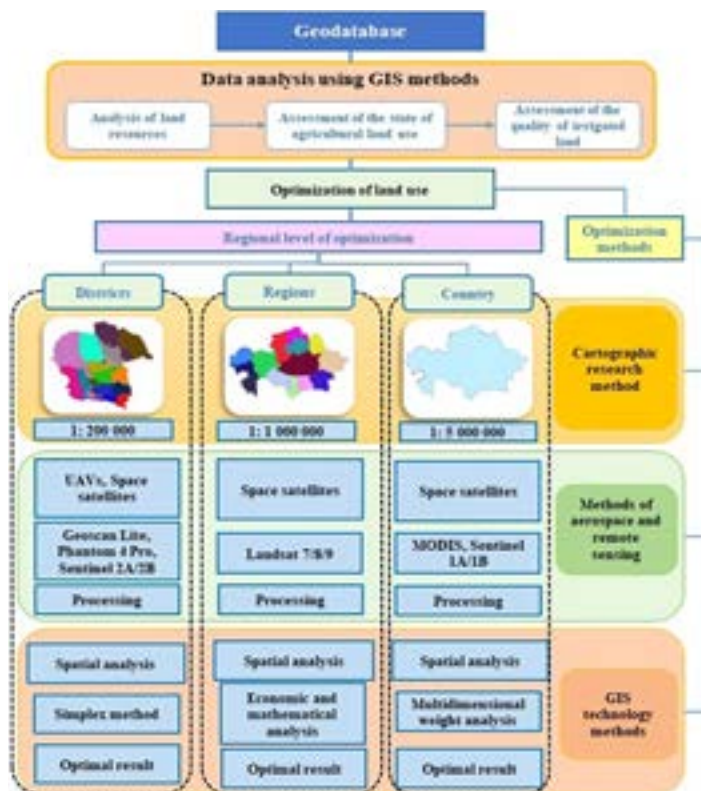 Geodatabase
Data analysis using GIS methods
Analysis of land
resources
Assessment of the state of
agricultural land use
Assessment of the
quality of irrigated
land
Optimization of land use
Regional level of optimization
Optimization
methods
Districts
Regions
Country
Cartographic
research
method
1: 200 000
1: 1 000 000
1: 5 000 000
UAVs, Space
satellites
Space satellites
Space satellites
Methods of
aerospace and
remote
sensing
Geoscan Lite,
Phantom 4 Pro,
Sentinel 2A/2B
Landsat 7/8/9
MODIS, Sentinel
1A/1B
Processing
Processing
Processing
Spatial analysis
Spatial analysis
Spatial analysis
GIS
technology
methods
Simplex method
Economic and
mathematical
analysis
Multidimensional
weight analysis
Optimal result
Optimal result
Optimal result